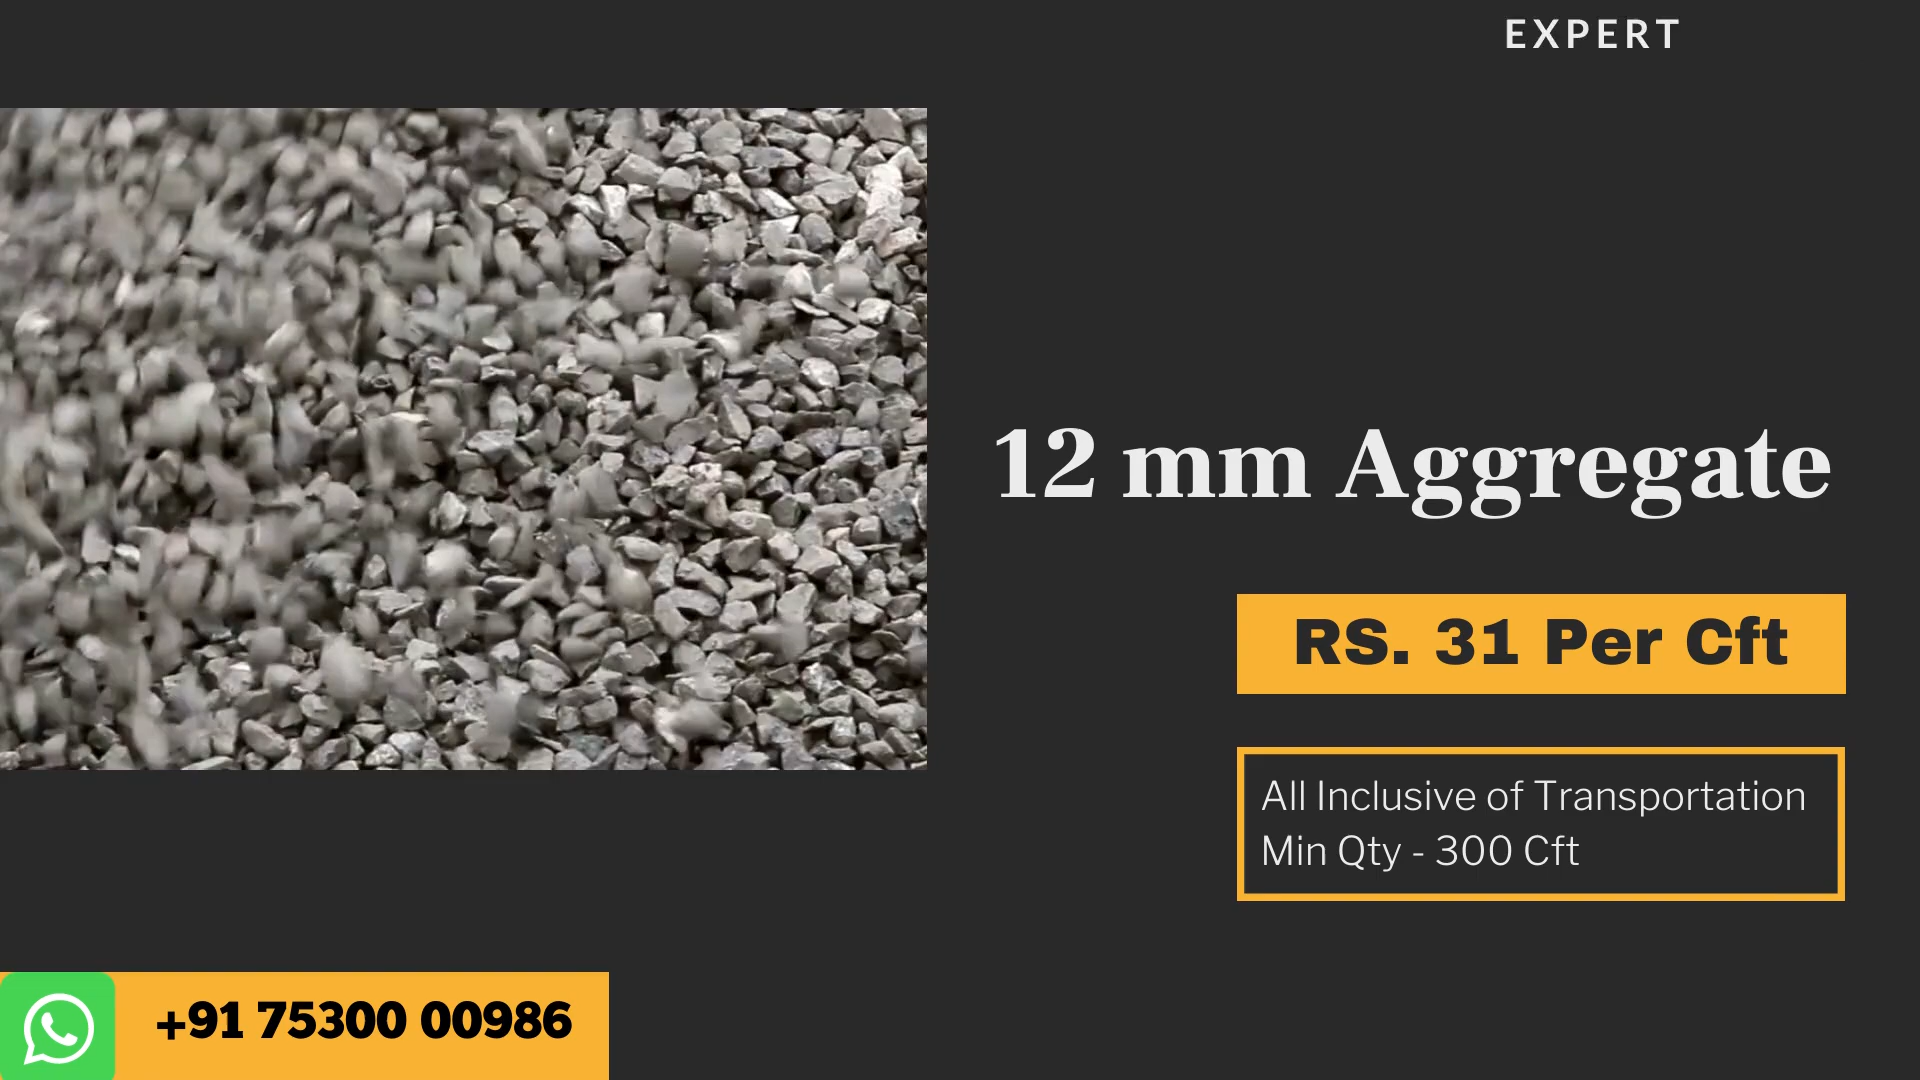 EXPERT
12 mm Aggregate
RS. 31 Per Cft
All Inclusive of Transportation
Min Qty - 300 Cft
+91 75300 00986